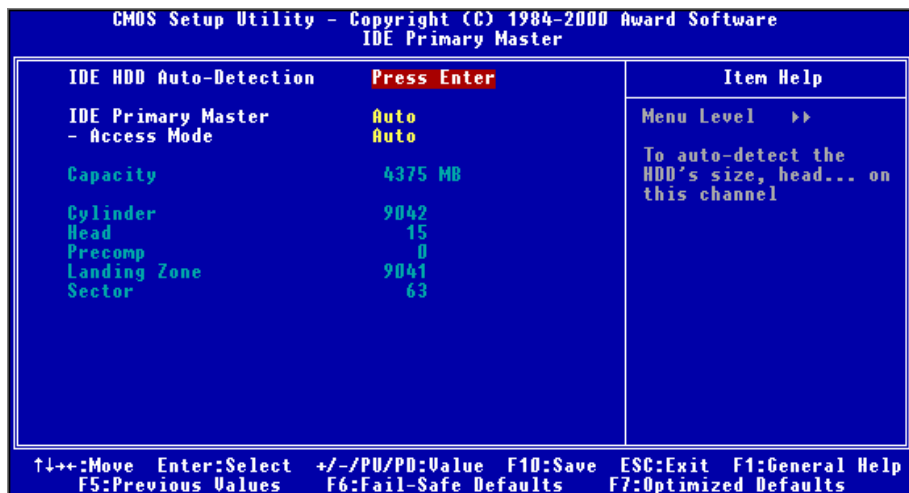 CMOS Setup Utility - Copyright (C) 1984-2000 Award Software
IDE Primary Master
IDE HDD Auto-Detection Press Enter
IDE Primary Master Auto
- Access Mode Auto
Capacity 4375 MB
Cylinder 9042
Head 15
Precomp 0
Landing Zone 9041
Sector 63
Item Help
Menu Level ▸▸
To auto-detect the
HDD's size, head... on
this channel
↑↓→←:Move Enter:Select +/-/PU/PD:Value F10:Save ESC:Exit F1:General Help
F5:Previous Values F6:Fail-Safe Defaults F7:Optimized Defaults